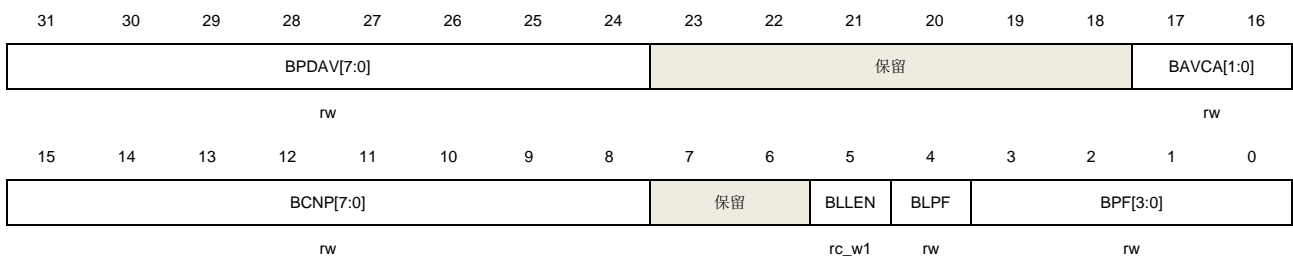 31 30 29 28 27 26 25 24 23 22 21 20 19 18 17 16
BPDAV[7:0] 保留 BAVCA[1:0]
rw rw
15 14 13 12 11 10 9 8 7 6 5 4 3 2 1 0
BCNP[7:0] 保留 BLLEN BLPF BPF[3:0]
rw rc_w1 rw rw